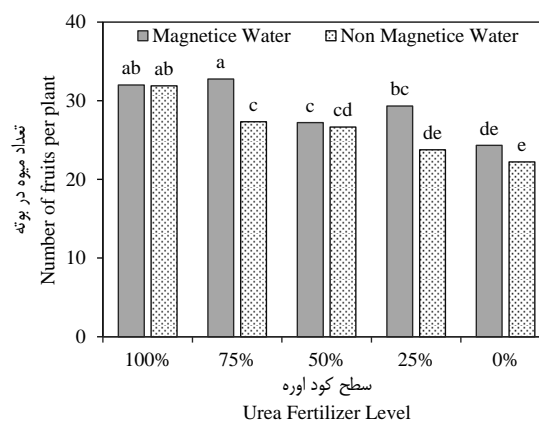 Magnetice Water Non Magnetice Water
تعداد میوه در بوته
Number of fruits per plant
40
30
20
10
0
ab ab a c c cd bc de de e
100% 75% 50% 25% 0%
سطح کود اوره
Urea Fertilizer Level